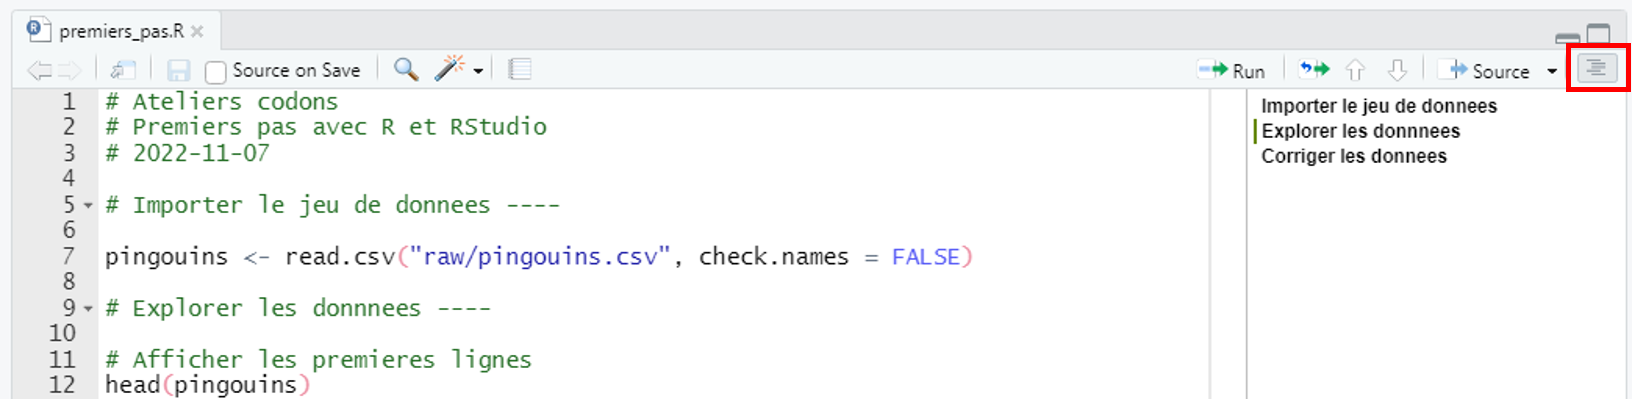 premiers_pas.R
Source on Save
Run
Source
1 # Ateliers codons
2 # Premiers pas avec R et RStudio
3 # 2022-11-07
4
5 # Importer le jeu de donnees ----
6
7 pingouins <- read.csv("raw/pingouins.csv", check.names = FALSE)
8
9 # Explorer les donnnees ----
10
11 # Afficher les premieres lignes
12 head(pingouins)
Importer le jeu de donnees
Explorer les donnnees
Corriger les donnees